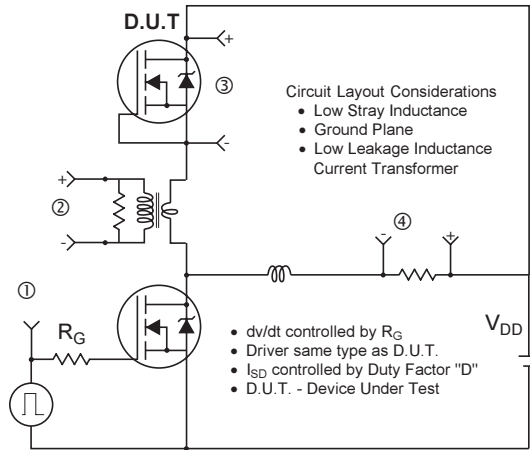 D.U.T
+
③
Circuit Layout Considerations
• Low Stray Inductance
• Ground Plane
• Low Leakage Inductance
Current Transformer
-
+
②
-
④
-
+
①
RG
VDD
• dv/dt controlled by RG
• Driver same type as D.U.T.
• ISD controlled by Duty Factor "D"
• D.U.T. - Device Under Test